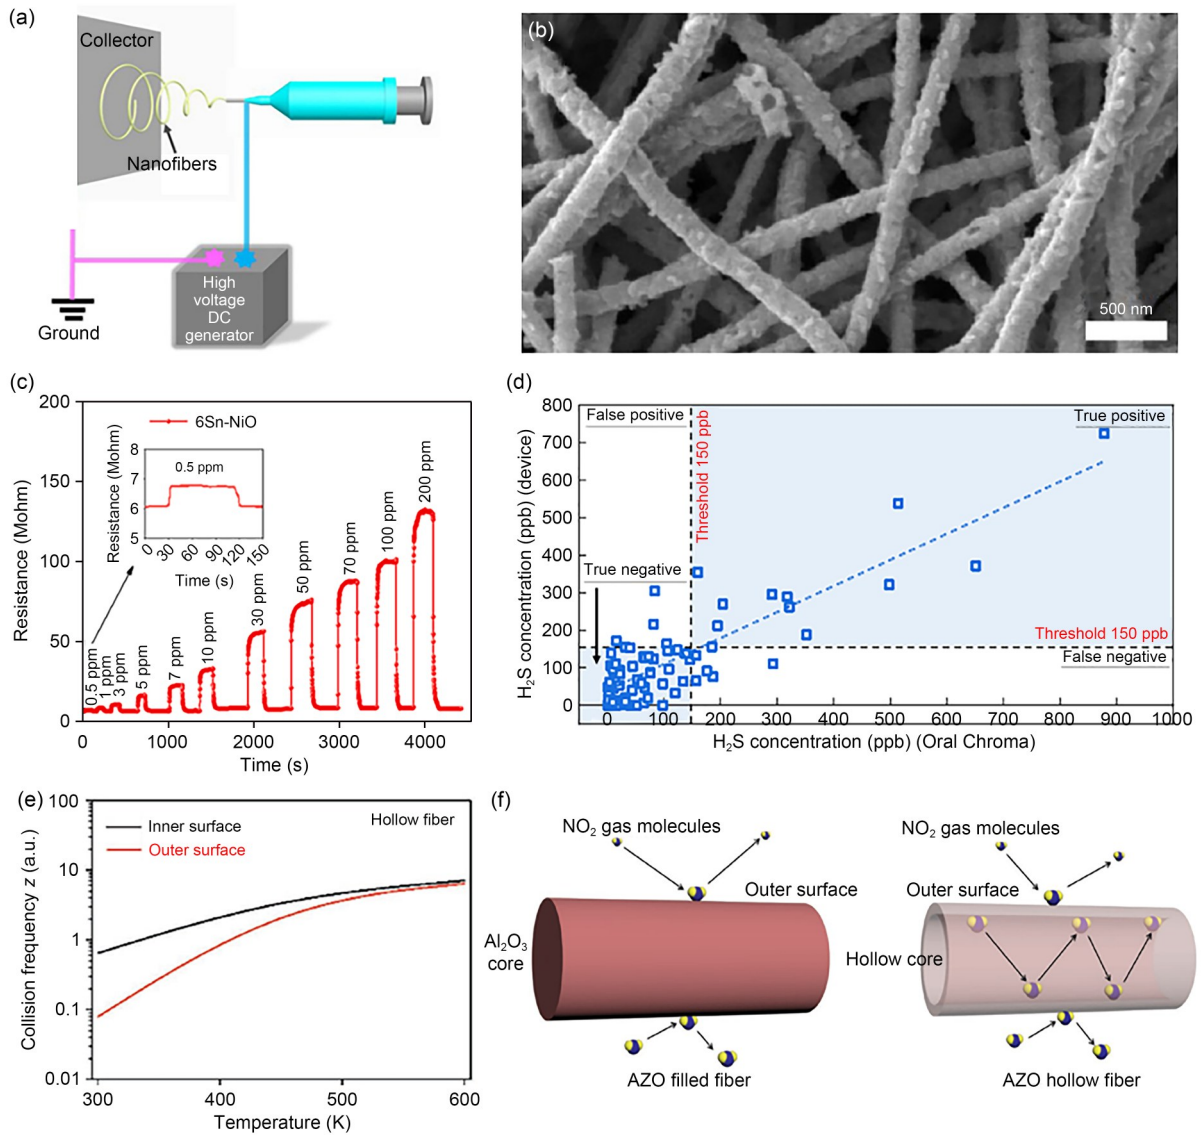 (a)
Collector
Nanofibers
High
voltage
DC
generator
Ground
(b)
500 nm
(c)
Resistance (Mohm)
200
150
100
50
0
6Sn-NiO
Resistance (Mohm)
8
7
6
5
0.5 ppm
0 30 60 90 120 150
Time (s)
0.5 ppm
1 ppm
3 ppm
5 ppm
7 ppm
10 ppm
30 ppm
50 ppm
70 ppm
100 ppm
200 ppm
0 1000 2000 3000 4000
Time (s)
(d)
H₂S concentration (ppb) (device)
800
700
600
500
400
300
200
100
0
False positive
Threshold 150 ppb
True positive
True negative
Threshold 150 ppb
False negative
0 100 200 300 400 500 600 700 800 900 1000
H₂S concentration (ppb) (Oral Chroma)
(e)
Collision frequency z (a.u.)
100
10
1
0.1
0.01
Inner surface
Outer surface
Hollow fiber
300 400 500 600
Temperature (K)
(f)
NO₂ gas molecules
Outer surface
Al₂O₃
core
AZO filled fiber
NO₂ gas molecules
Outer surface
Hollow core
AZO hollow fiber